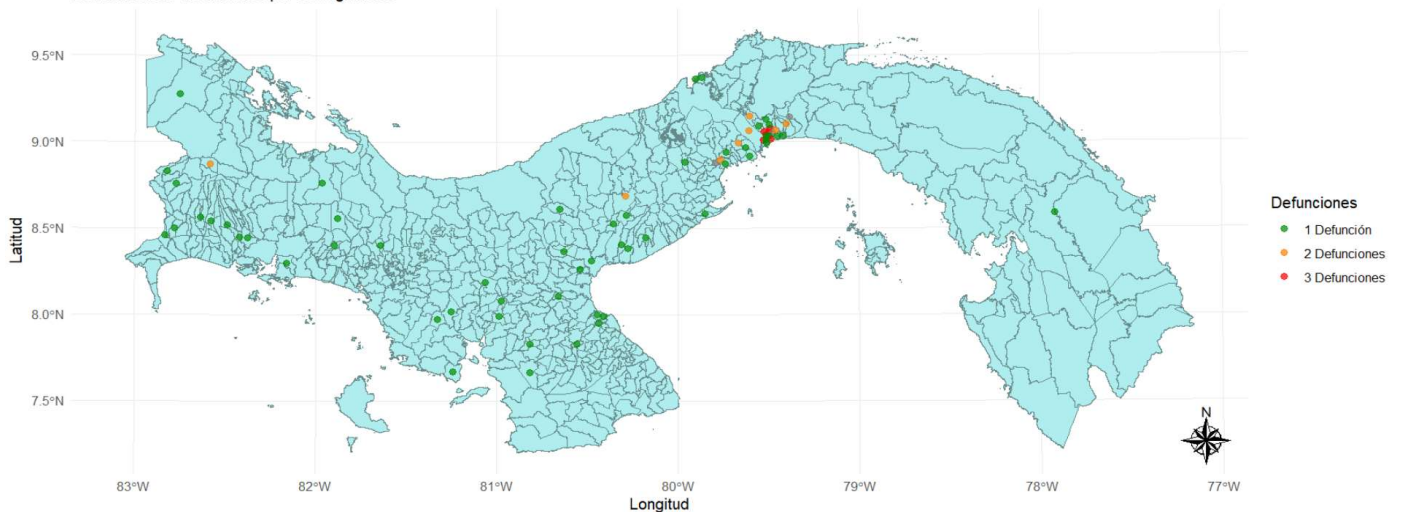 9.5°N
9.0°N
8.5°N
8.0°N
7.5°N
Latitud
83°W
82°W
81°W
80°W
79°W
78°W
77°W
Longitud
N
Defunciones
1 Defunción
2 Defunciones
3 Defunciones